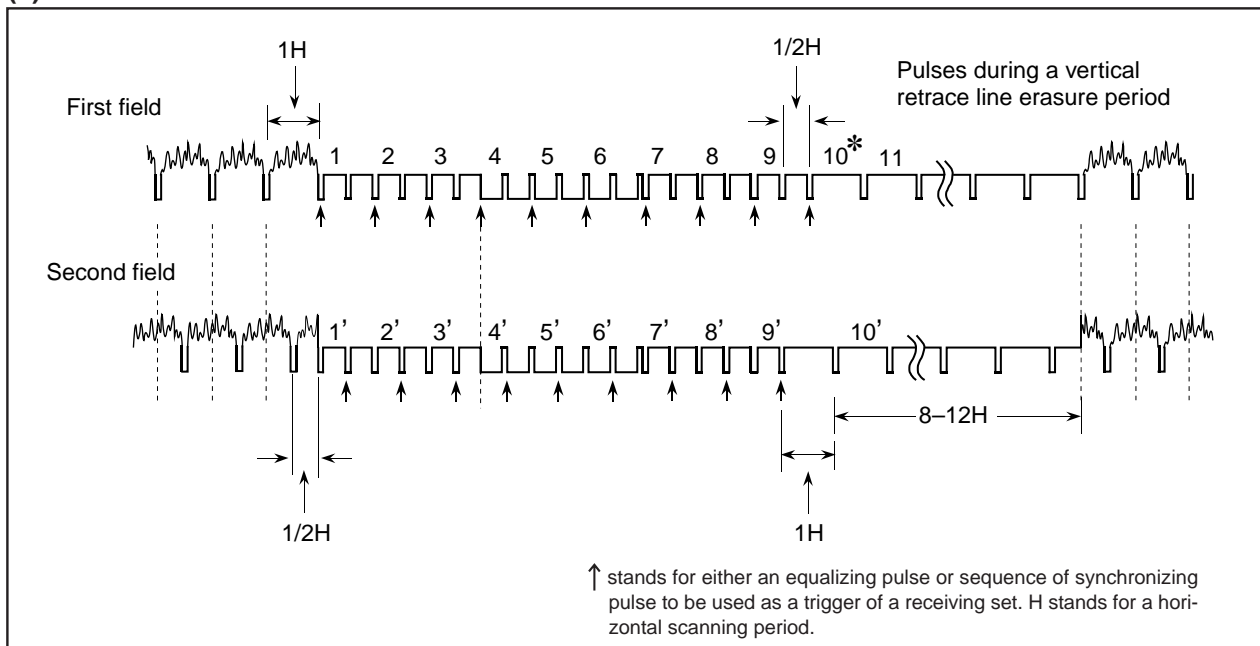 1H
1/2H
Pulses during a vertical
retrace line erasure period
First field
1 2 3 4 5 6 7 8 9 10* 11
Second field
1’ 2’ 3’ 4’ 5’ 6’ 7’ 8’ 9’ 10’
8–12H
1/2H
1H
↑ stands for either an equalizing pulse or sequence of synchronizing
pulse to be used as a trigger of a receiving set. H stands for a hori-
zontal scanning period.